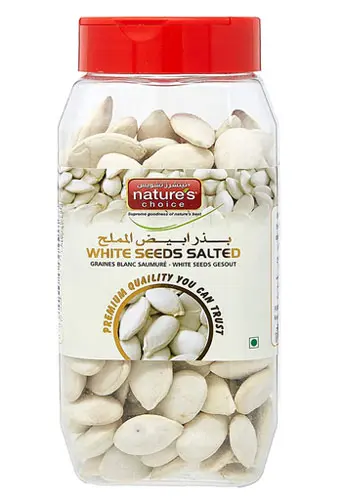 نيتشرز تشويس
nature's
choice
Supreme goodness of nature's best
بذر ابيض المملح
WHITE SEEDS SALTED
GRAINES BLANC SAUMURÉ - WHITE SEEDS GESOUT
PREMIUM QUAILITY YOU CAN TRUST